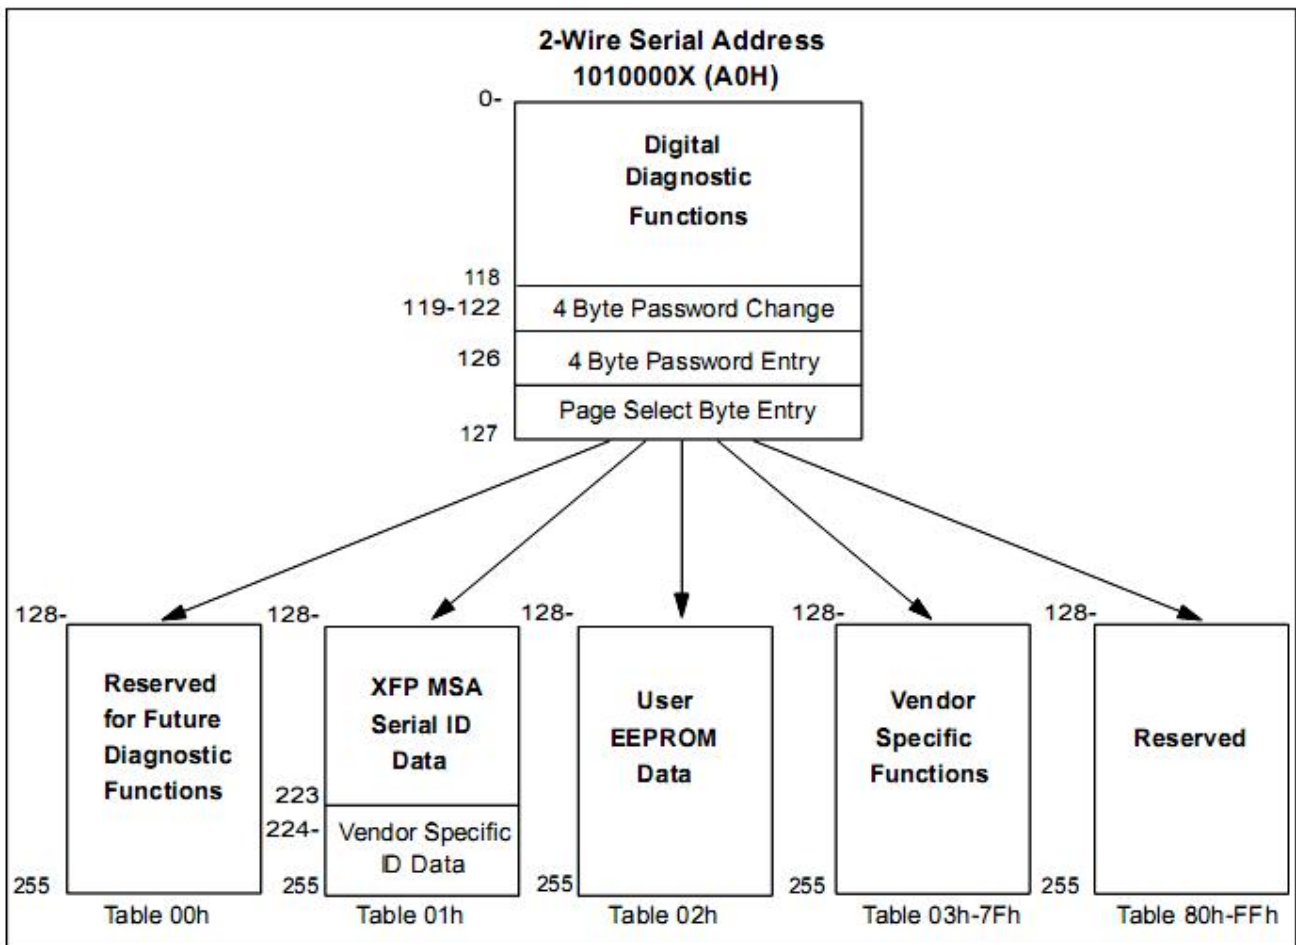 2-Wire Serial Address
1010000X (A0H)
0-
Digital
Diagnostic
Functions
118
119-122
4 Byte Password Change
126
4 Byte Password Entry
Page Select Byte Entry
127
128-
Reserved
for Future
Diagnostic
Functions
255
Table 00h
128-
XFP MSA
Serial ID
Data
223
224-
Vendor Specific
ID Data
255
Table 01h
128-
User
EEPROM
Data
255
Table 02h
128-
Vendor
Specific
Functions
255
Table 03h-7Fh
128-
Reserved
255
Table 80h-FFh